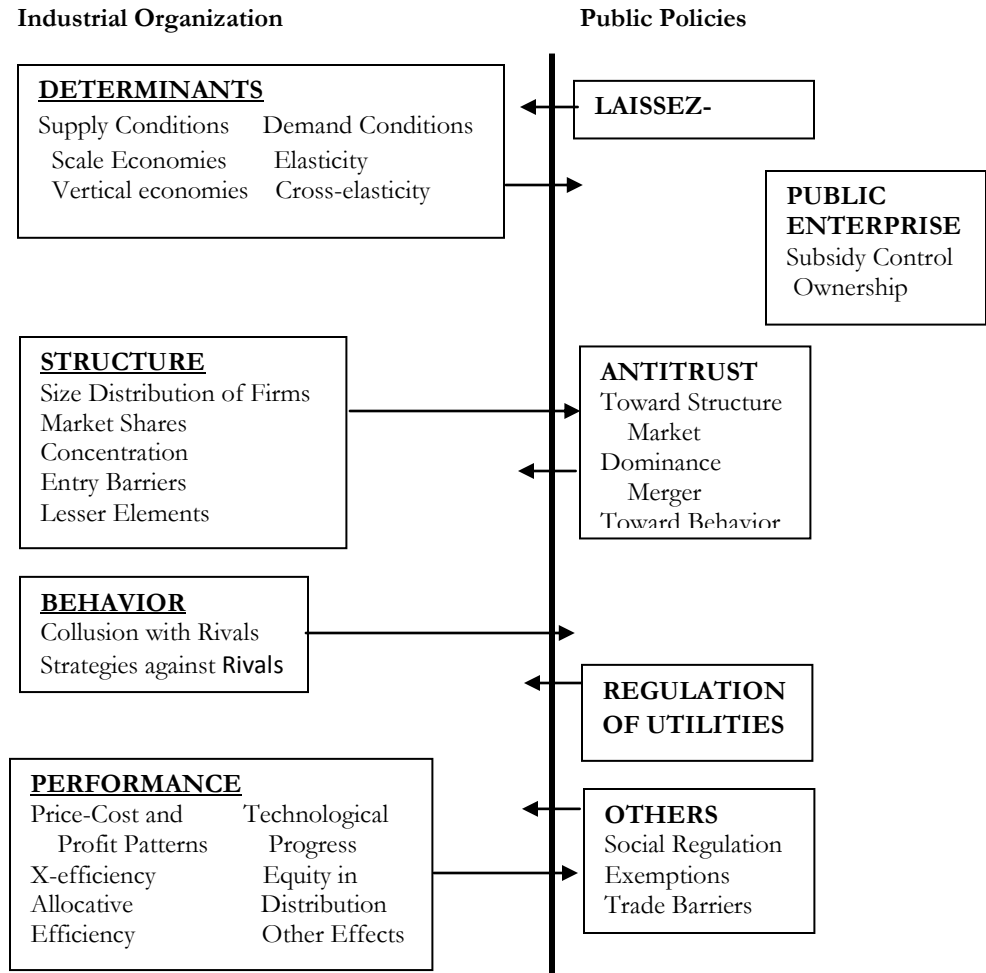 Industrial Organization
Public Policies
DETERMINANTS
Supply Conditions Demand Conditions
Scale Economies Elasticity
Vertical economies Cross-elasticity
LAISSEZ-
PUBLIC
ENTERPRISE
Subsidy Control
Ownership
STRUCTURE
Size Distribution of Firms
Market Shares
Concentration
Entry Barriers
Lesser Elements
ANTITRUST
Toward Structure
Market
Dominance
Merger
Toward Behavior
BEHAVIOR
Collusion with Rivals
Strategies against Rivals
REGULATION
OF UTILITIES
PERFORMANCE
Price-Cost and Technological
Profit Patterns Progress
X-efficiency Equity in
Allocative Distribution
Efficiency Other Effects
OTHERS
Social Regulation
Exemptions
Trade Barriers